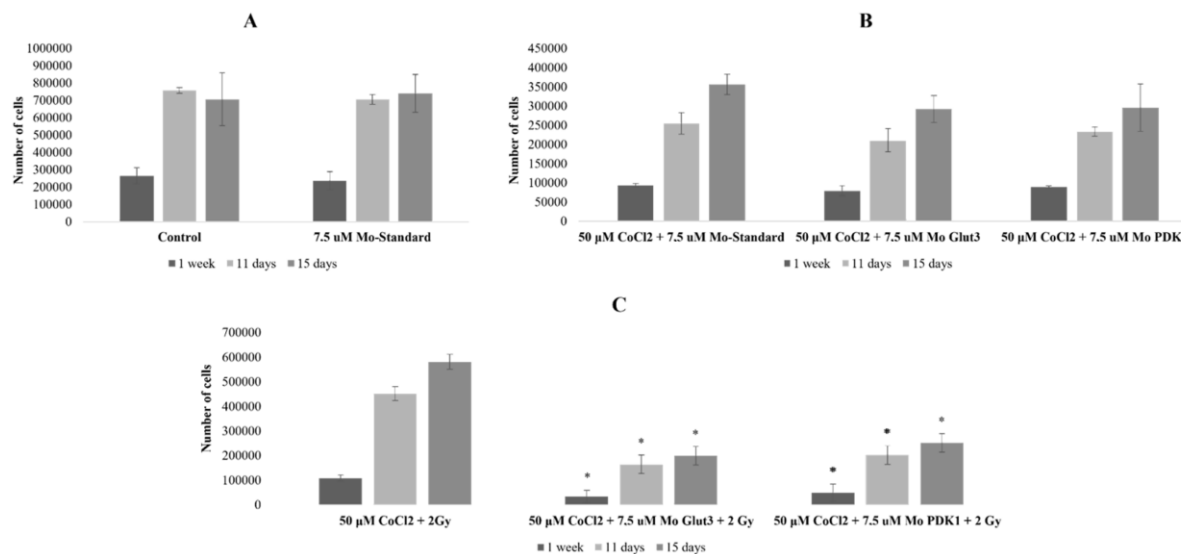 A
Number of cells
1000000
900000
800000
700000
600000
500000
400000
300000
200000
100000
0
Control
7.5 uM Mo-Standard
1 week 11 days 15 days
B
Number of cells
450000
400000
350000
300000
250000
200000
150000
100000
50000
0
50 µM CoCl2 + 7.5 uM Mo-Standard
50 µM CoCl2 + 7.5 uM Mo Glut3
50 µM CoCl2 + 7.5 uM Mo PDK
1 week 11 days 15 days
C
Number of cells
700000
600000
500000
400000
300000
200000
100000
0
* * *
* * *
50 µM CoCl2 + 2Gy
50 µM CoCl2 + 7.5 uM Mo Glut3 + 2 Gy
50 µM CoCl2 + 7.5 uM Mo PDK1 + 2 Gy
1 week 11 days 15 days